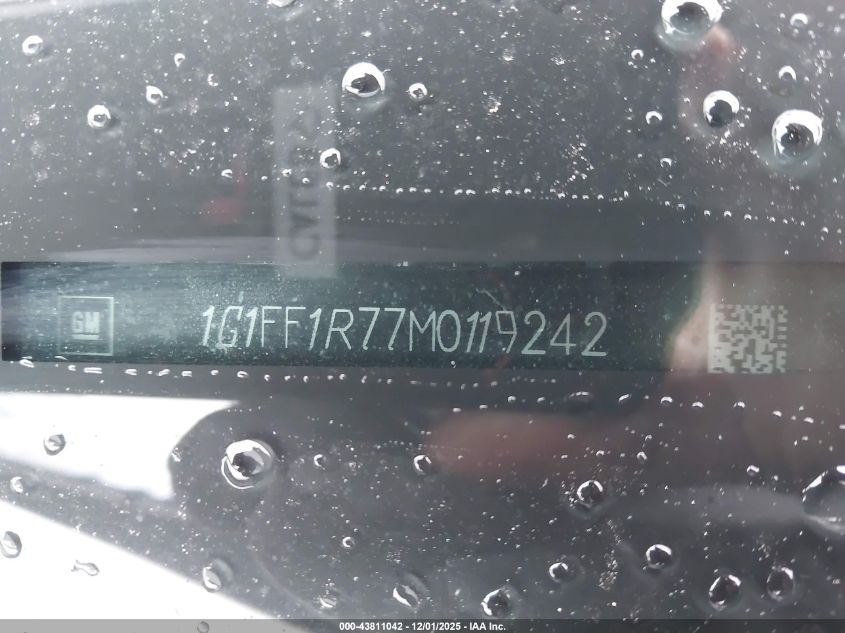 GM
1G1FF1R77M0119242
000-43811042 - 12/01/2025 - IAA Inc.